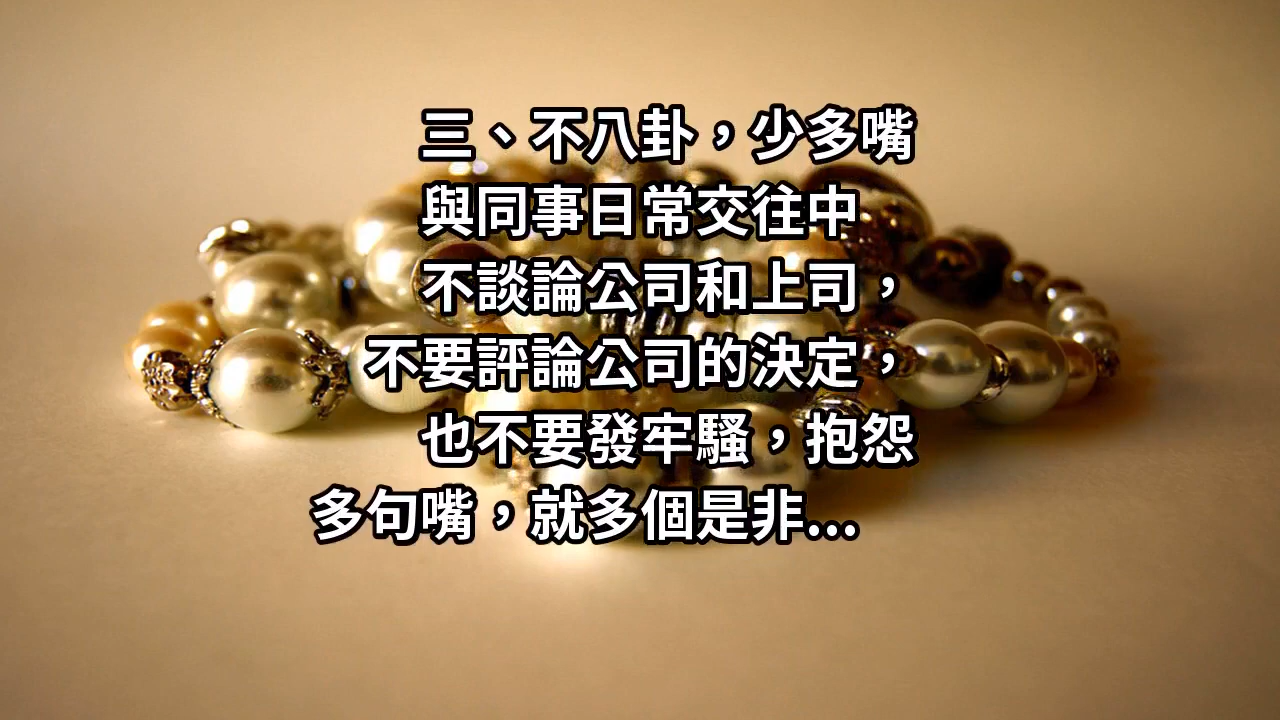 三、不八卦，少多嘴
與同事日常交往中
不談論公司和上司，
不要評論公司的決定，
也不要發牢騷，抱怨
多句嘴，就多個是非...